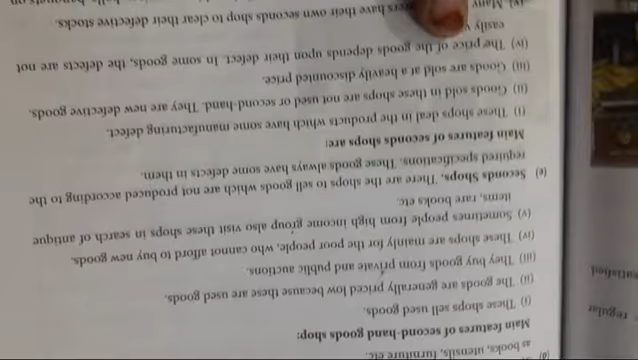 (d)
as books, utensils, furniture etc.
Main features of second-hand goods shop:
(i) These shops sell used goods.
(ii) The goods are generally priced low because these are used goods.
(iii) They buy goods from private and public auctions.
(iv) These shops are mainly for the poor people, who cannot afford to buy new goods.
(v) Sometimes people from high income group also visit these shops in search of antique
items, rare books etc.
(e) Seconds Shops. There are the shops to sell goods which are not produced according to the
required specifications. These goods always have some defects in them.
Main features of seconds shops are:
(i) These shops deal in the products which have some manufacturing defect.
(ii) Goods sold in these shops are not used or second-hand. They are new defective goods.
(iii) Goods are sold at a heavily discounted price.
(iv) The price of the goods depends upon their defect. In some goods, the defects are not
easily
(v) Many have their own seconds shop to clear their defective stocks.
regular
satisfied